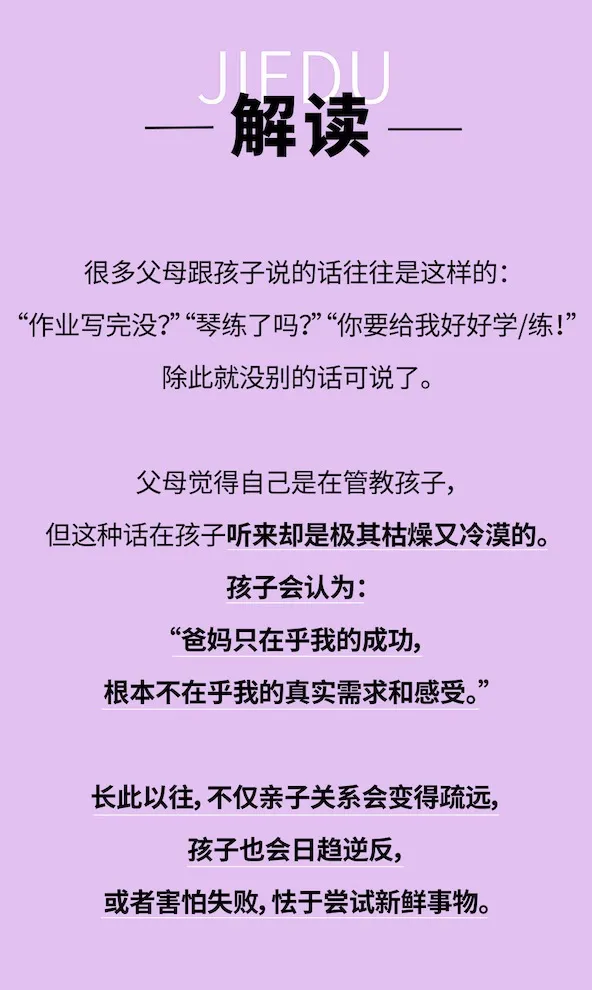 JIEDU
解读
很多父母跟孩子说的话往往是这样的：
“作业写完没？”“琴练了吗？”“你要给我好好学/练！”
除此就没别的话可说了。
父母觉得自己是在管教孩子，
但这种话在孩子听来却是极其枯燥又冷漠的。
孩子会认为：
“爸妈只在乎我的成功，
根本不在乎我的真实需求和感受。”
长此以往，不仅亲子关系会变得疏远，
孩子也会日趋逆反，
或者害怕失败，怯于尝试新鲜事物。